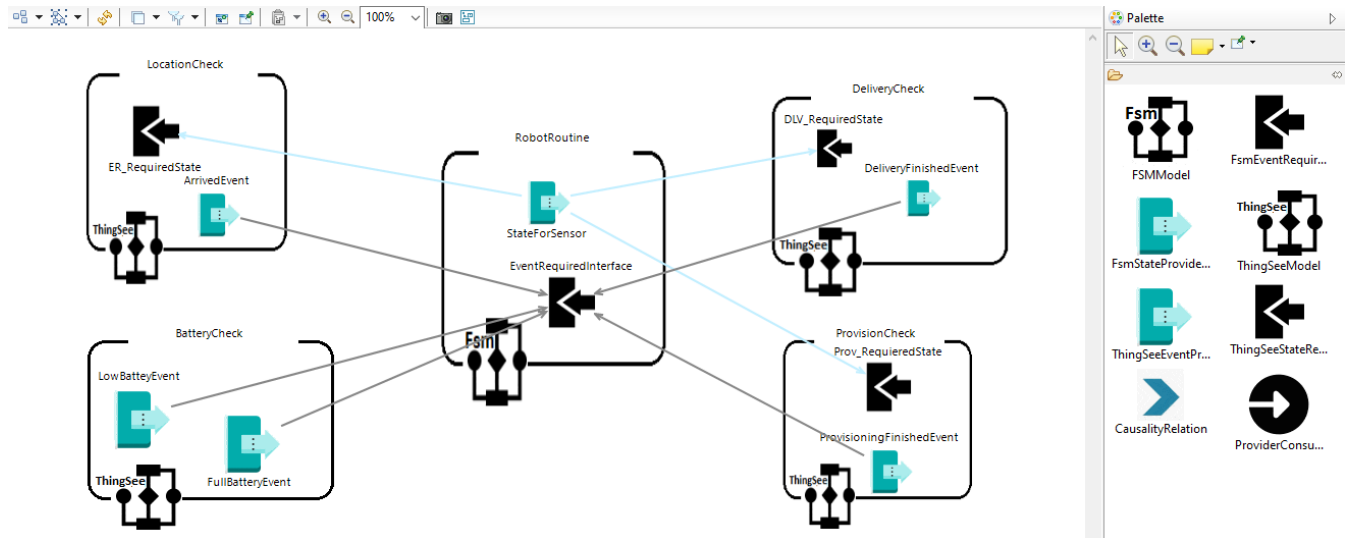 100%
Palette
LocationCheck
ER_RequiredState
ArrivedEvent
ThingSee
RobotRoutine
StateForSensor
EventRequiredInterface
Fsm
DeliveryCheck
DLV_RequiredState
DeliveryFinishedEvent
ThingSee
BatteryCheck
LowBatteyEvent
FullBatteryEvent
ThingSee
ProvisionCheck
Prov_RequieredState
ProvisioningFinishedEvent
ThingSee
Fsm
FSMModel
FsmEventRequir...
FsmStateProvide...
ThingSee
ThingSeeModel
ThingSeeEventPr...
ThingSeeStateRe...
CausalityRelation
ProviderConsu...